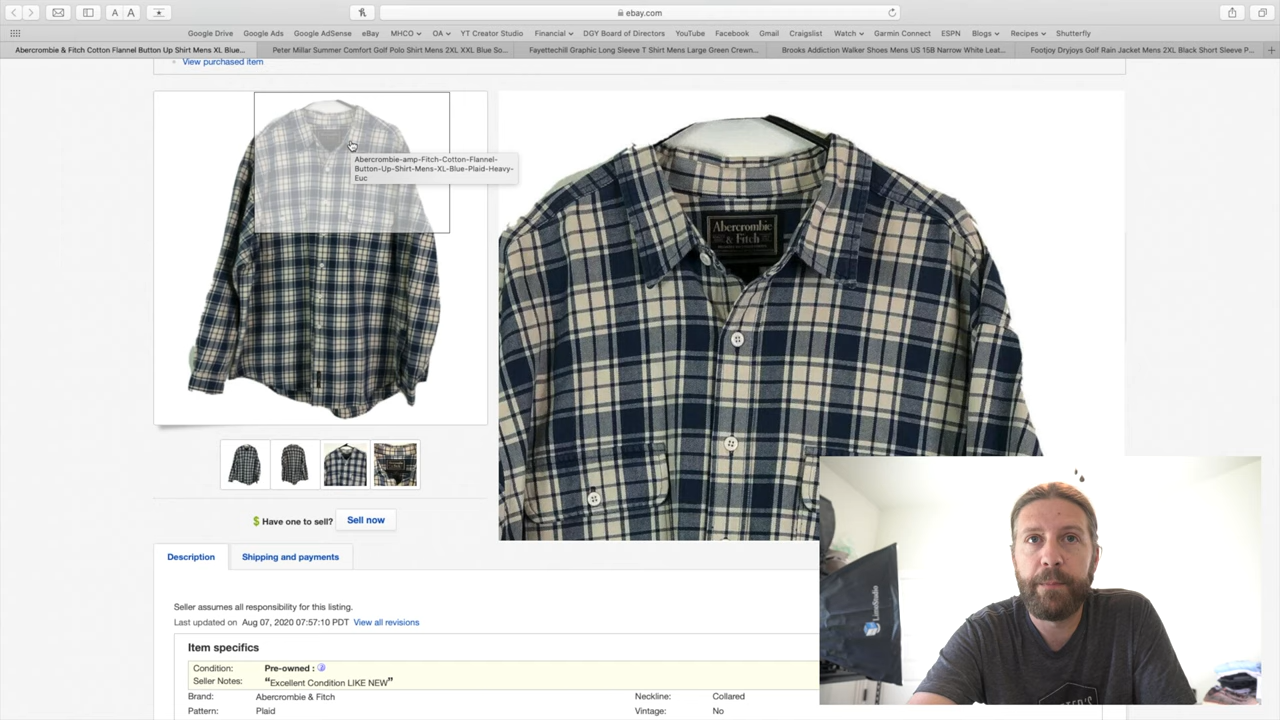 A A
ebay.com
Google Drive Google Ads Google AdSense eBay MHCO OA YT Creator Studio Financial DGY Board of Directors YouTube Facebook Gmail Craigslist Watch Garmin Connect ESPN Blogs Recipes Shutterfly
Abercrombie & Fitch Cotton Flannel Button Up Shirt Mens XL Blue... Peter Millar Summer Comfort Golf Polo Shirt Mens 2XL XXL Blue So... Fayettechill Graphic Long Sleeve T Shirt Mens Large Green Crewn... Brooks Addiction Walker Shoes Mens US 15B Narrow White Leat... Footjoy Dryjoys Golf Rain Jacket Mens 2XL Black Short Sleeve P...
View purchased item
Abercrombie-amp-Fitch-Cotton-Flannel-
Button-Up-Shirt-Mens-XL-Blue-Plaid-Heavy-
Euc
Abercrombie
& Fitch
Have one to sell? Sell now
Description Shipping and payments
Seller assumes all responsibility for this listing.
Last updated on Aug 07, 2020 07:57:10 PDT View all revisions
Item specifics
Condition: Pre-owned :
Seller Notes: "Excellent Condition LIKE NEW"
Brand: Abercrombie & Fitch Neckline: Collared
Pattern: Plaid Vintage: No
LimoStudio